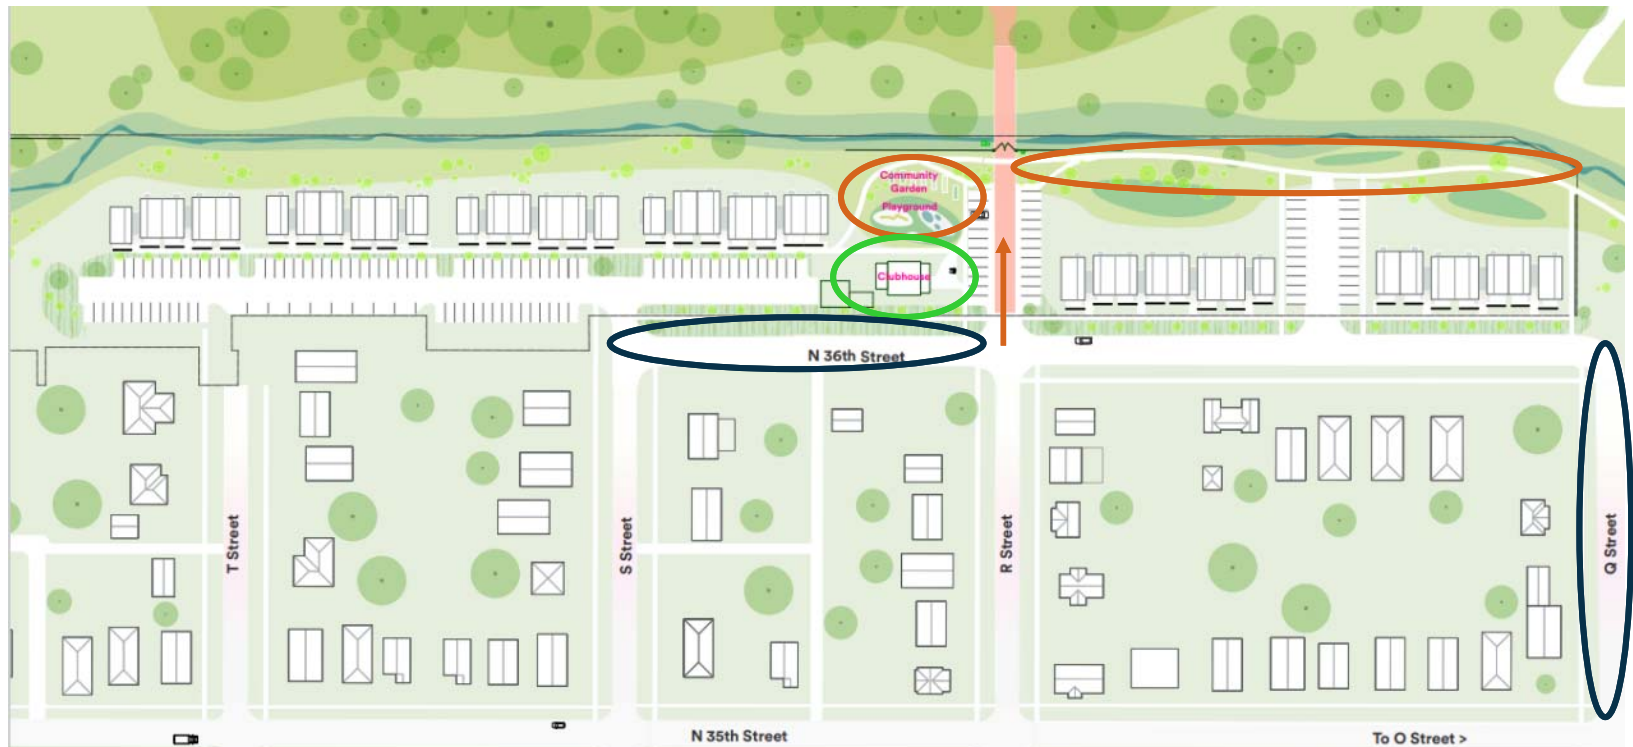 Community
Garden
Playground
Clubhouse
N 36th Street
T Street
S Street
R Street
Q Street
N 35th Street
To O Street >